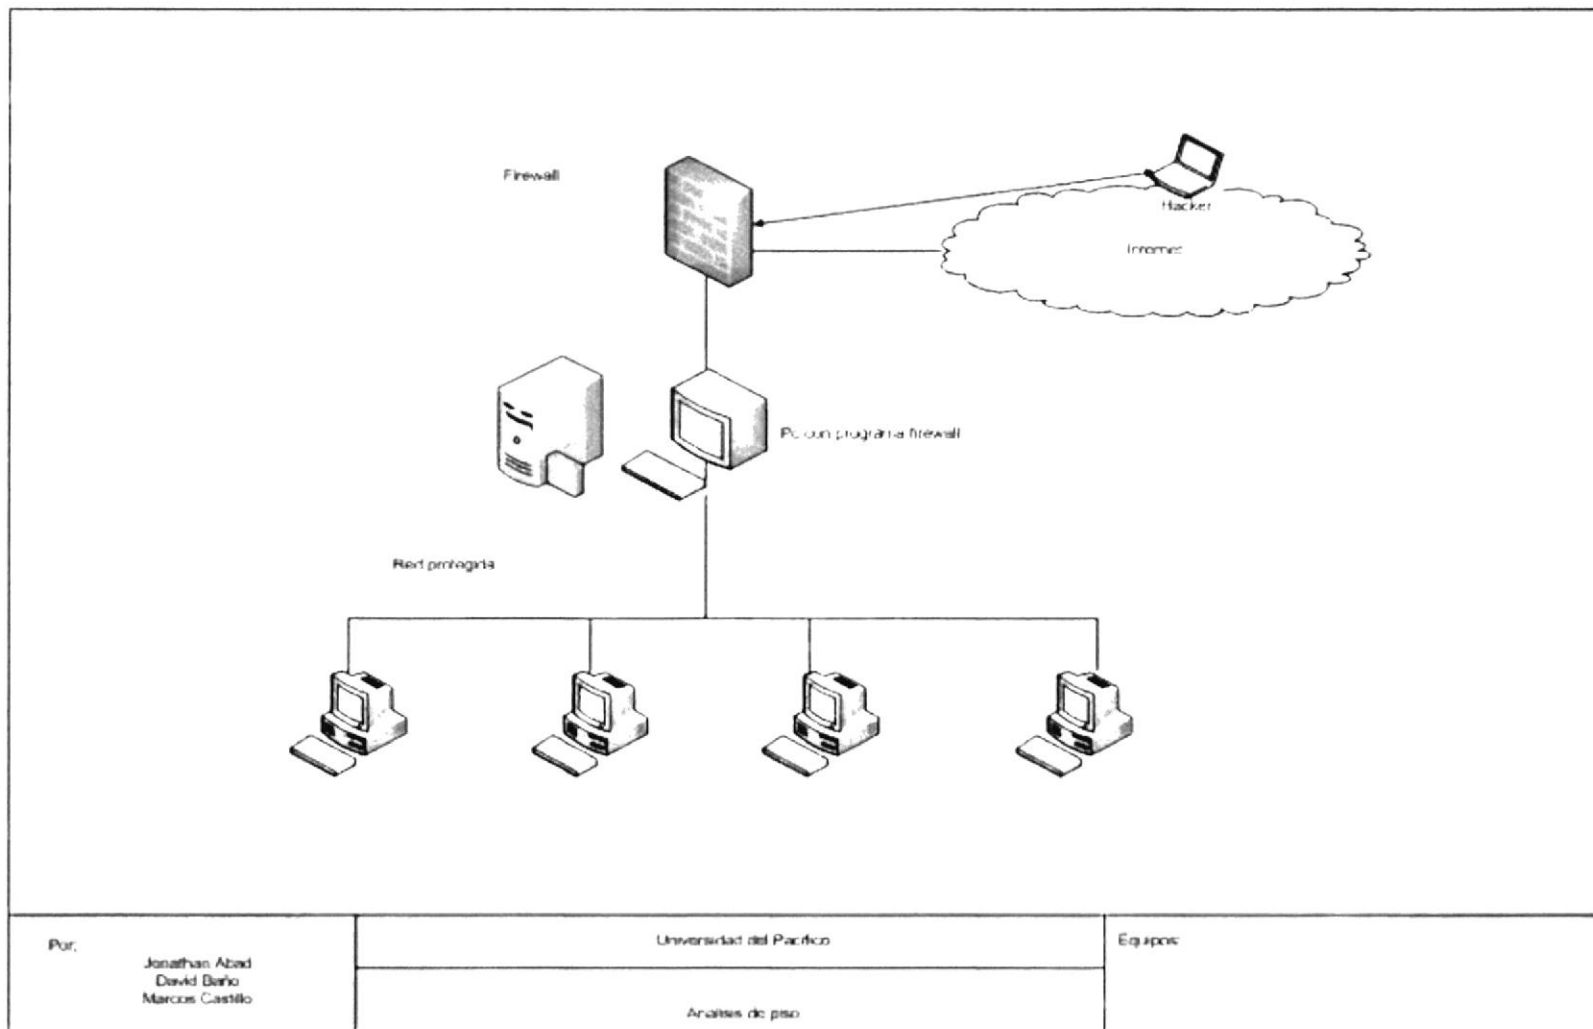 Firewall
Hacker
Internet
Pc con programa firewall
Red protegida
Por:
Jonathan Abad
David Baño
Marcos Castillo
Universidad del Pacifico
Analisis de piso
Equipos: